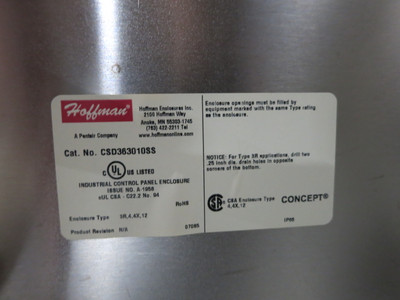 Hoffman®
A Pentair Company
Hoffman Enclosures Inc.
2100 Hoffman Way
Anoka, MN 55303-1745
(763) 422-2211 Tel
hoffmanonline.com
Cat. No. CSD363010SS
C UL US LISTED
INDUSTRIAL CONTROL PANEL ENCLOSURE
ISSUE NO. A-1956
cUL CSA - C22.2 No. 94
RoHS
Enclosure Type 3R,4,4X,12
Product Revision N/A
87685
Enclosure openings must be filled by
equipment marked with the same Type rating
as the enclosure.
NOTICE: For Type 3R applications, drill two
.25 inch dia. drain holes in opposite
corners of the bottom.
CSA Enclosure Type
4,4X,12
CONCEPT®
IP66